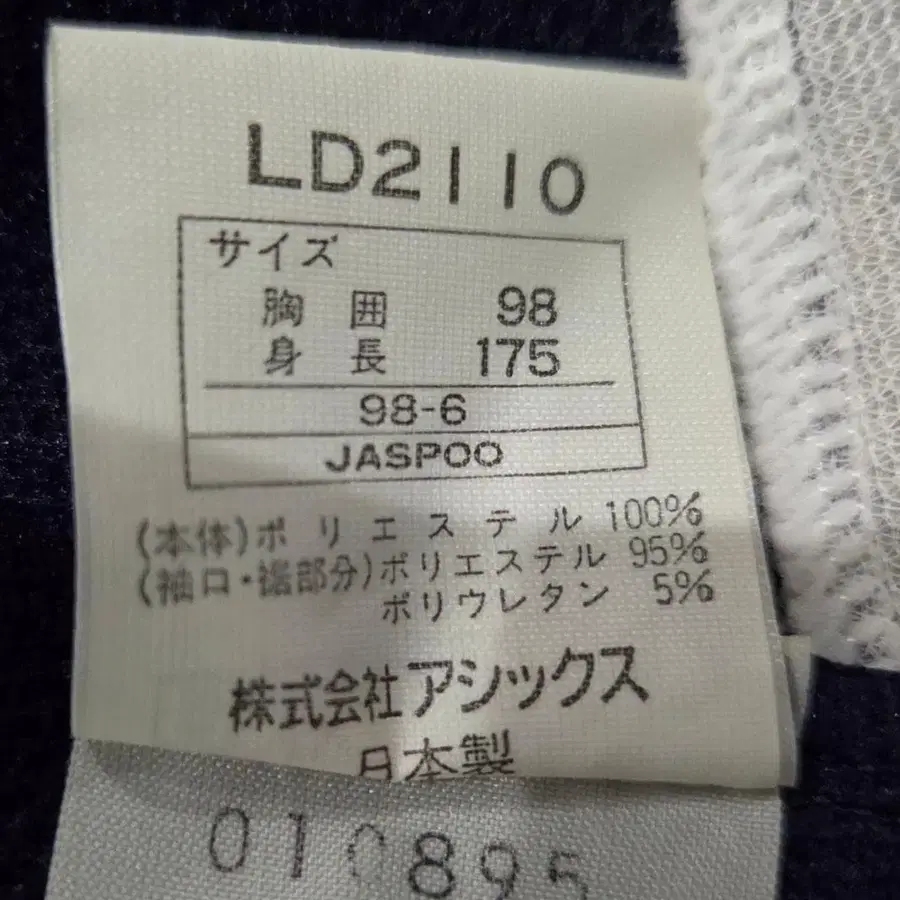 LD2110
サイズ
胸囲 98
身長 175
98-6
JASPOO
(本体)ポリエステル 100%
(袖口・裾部分)ポリエステル 95%
ポリウレタン 5%
株式会社アシックス
日本製
010895